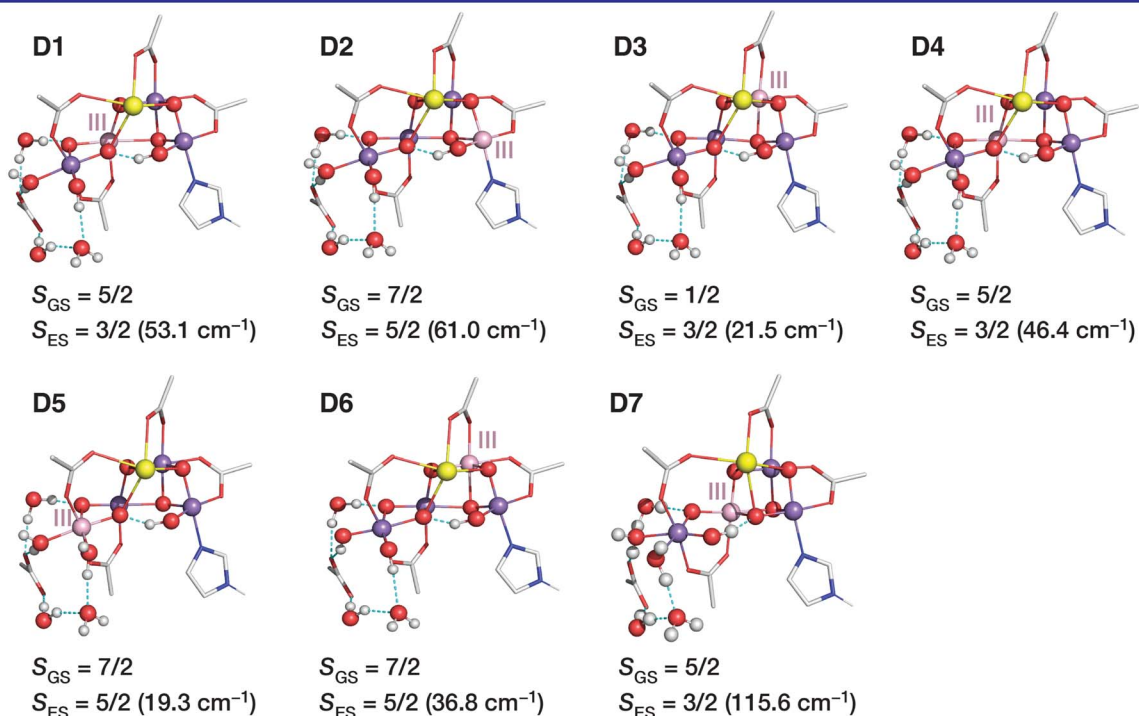 D1
III
S_GS = 5/2
S_ES = 3/2 (53.1 cm⁻¹)
D2
III
S_GS = 7/2
S_ES = 5/2 (61.0 cm⁻¹)
D3
III
S_GS = 1/2
S_ES = 3/2 (21.5 cm⁻¹)
D4
III
S_GS = 5/2
S_ES = 3/2 (46.4 cm⁻¹)
D5
III
S_GS = 7/2
S_ES = 5/2 (19.3 cm⁻¹)
D6
III
S_GS = 7/2
S_ES = 5/2 (36.8 cm⁻¹)
D7
III
S_GS = 5/2
S_ES = 3/2 (115.6 cm⁻¹)